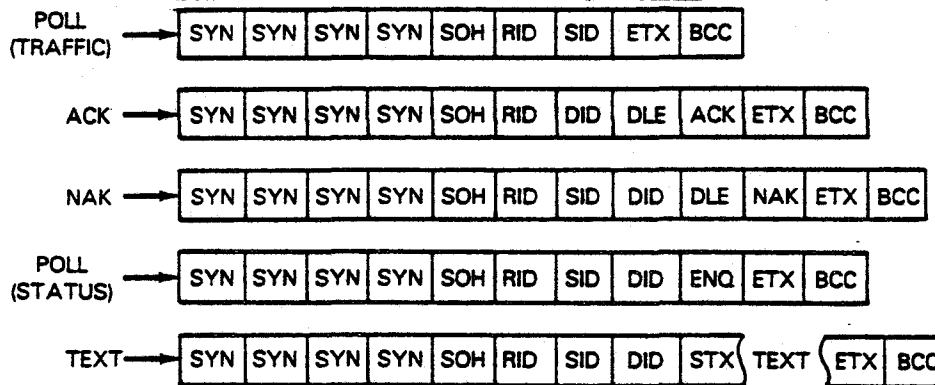 POLL
(TRAFFIC) SYN SYN SYN SYN SOH RID SID ETX BCC
ACK SYN SYN SYN SYN SOH RID DID DLE ACK ETX BCC
NAK SYN SYN SYN SYN SOH RID SID DID DLE NAK ETX BCC
POLL
(STATUS) SYN SYN SYN SYN SOH RID SID DID ENQ ETX BCC
TEXT SYN SYN SYN SYN SOH RID SID DID STX TEXT ETX BCC